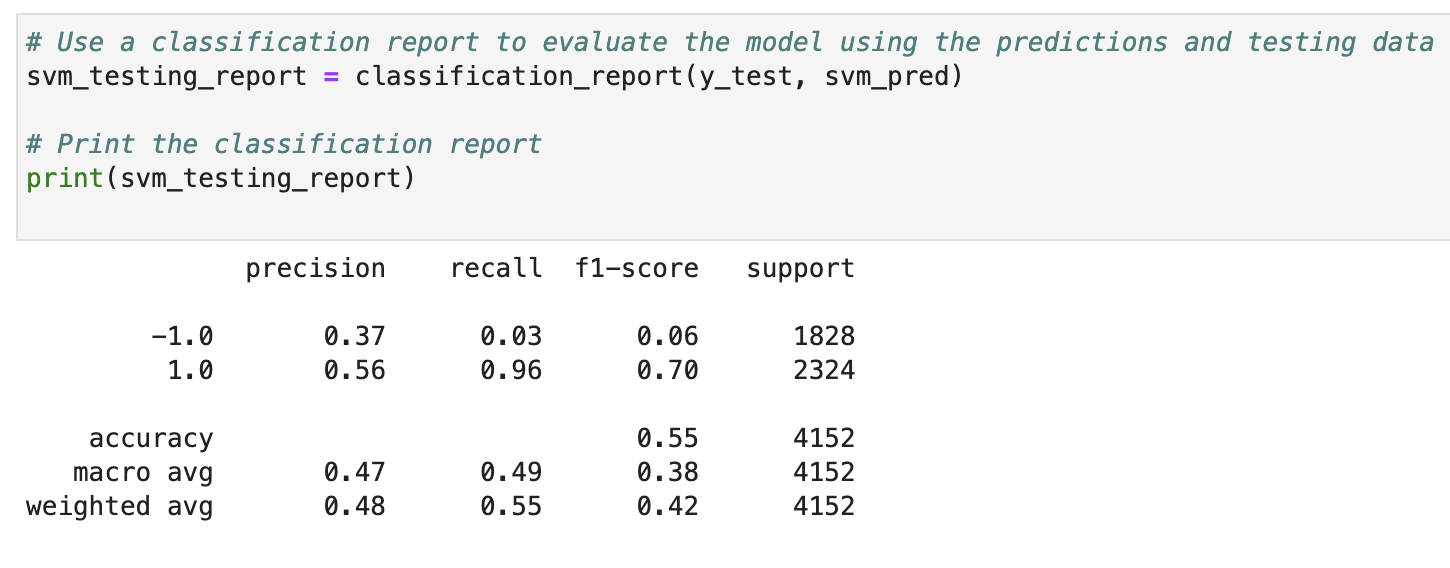 # Use a classification report to evaluate the model using the predictions and testing data
svm_testing_report = classification_report(y_test, svm_pred)
# Print the classification report
print(svm_testing_report)
precision recall f1-score support
-1.0 0.37 0.03 0.06 1828
1.0 0.56 0.96 0.70 2324
accuracy 0.55 4152
macro avg 0.47 0.49 0.38 4152
weighted avg 0.48 0.55 0.42 4152